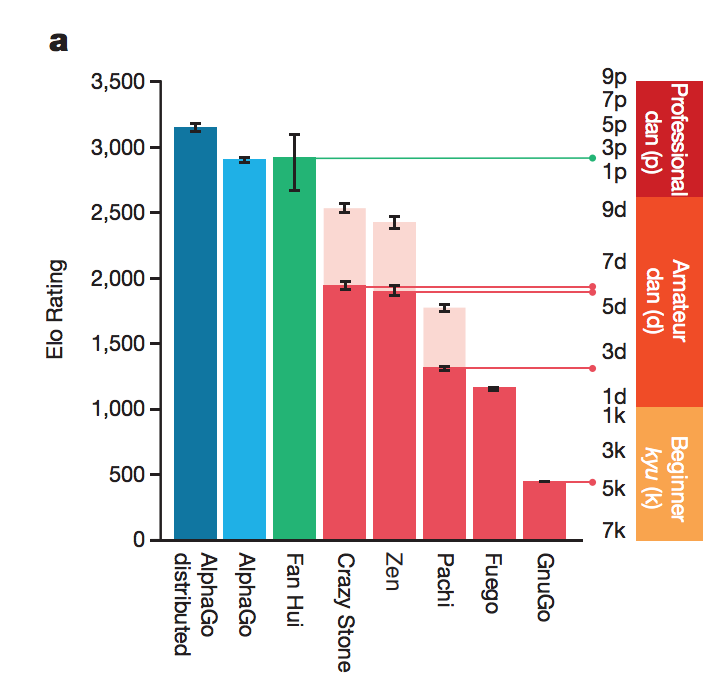 a
Elo Rating
3,500
3,000
2,500
2,000
1,500
1,000
500
0
AlphaGo
distributed
AlphaGo
Fan Hui
Crazy Stone
Zen
Pachi
Fuego
GnuGo
9p
7p
5p
3p
1p
9d
7d
5d
3d
1d
1k
3k
5k
7k
Professional
dan (p)
Amateur
dan (d)
Beginner
kyu (k)